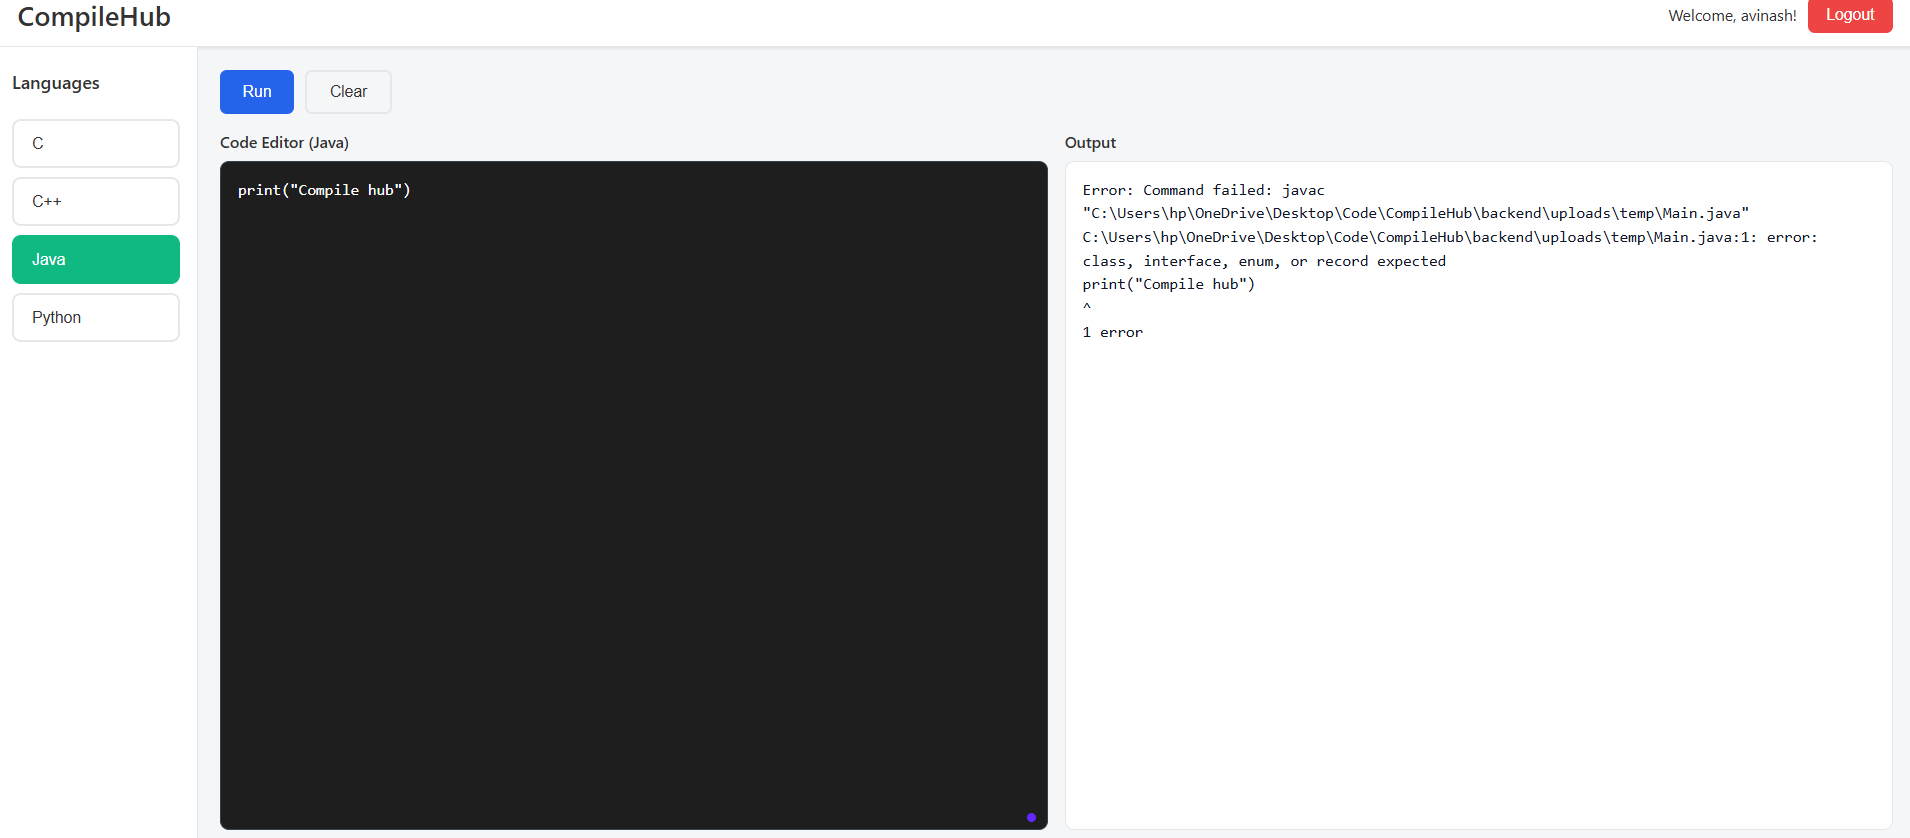 CompileHub
Welcome, avinash!
Logout
Languages
C
C++
Java
Python
Run
Clear
Code Editor (Java)
print("Compile hub")
Output
Error: Command failed: javac
"C:\Users\hp\OneDrive\Desktop\Code\CompileHub\backend\uploads\temp\Main.java"
C:\Users\hp\OneDrive\Desktop\Code\CompileHub\backend\uploads\temp\Main.java:1: error:
class, interface, enum, or record expected
print("Compile hub")
^
1 error